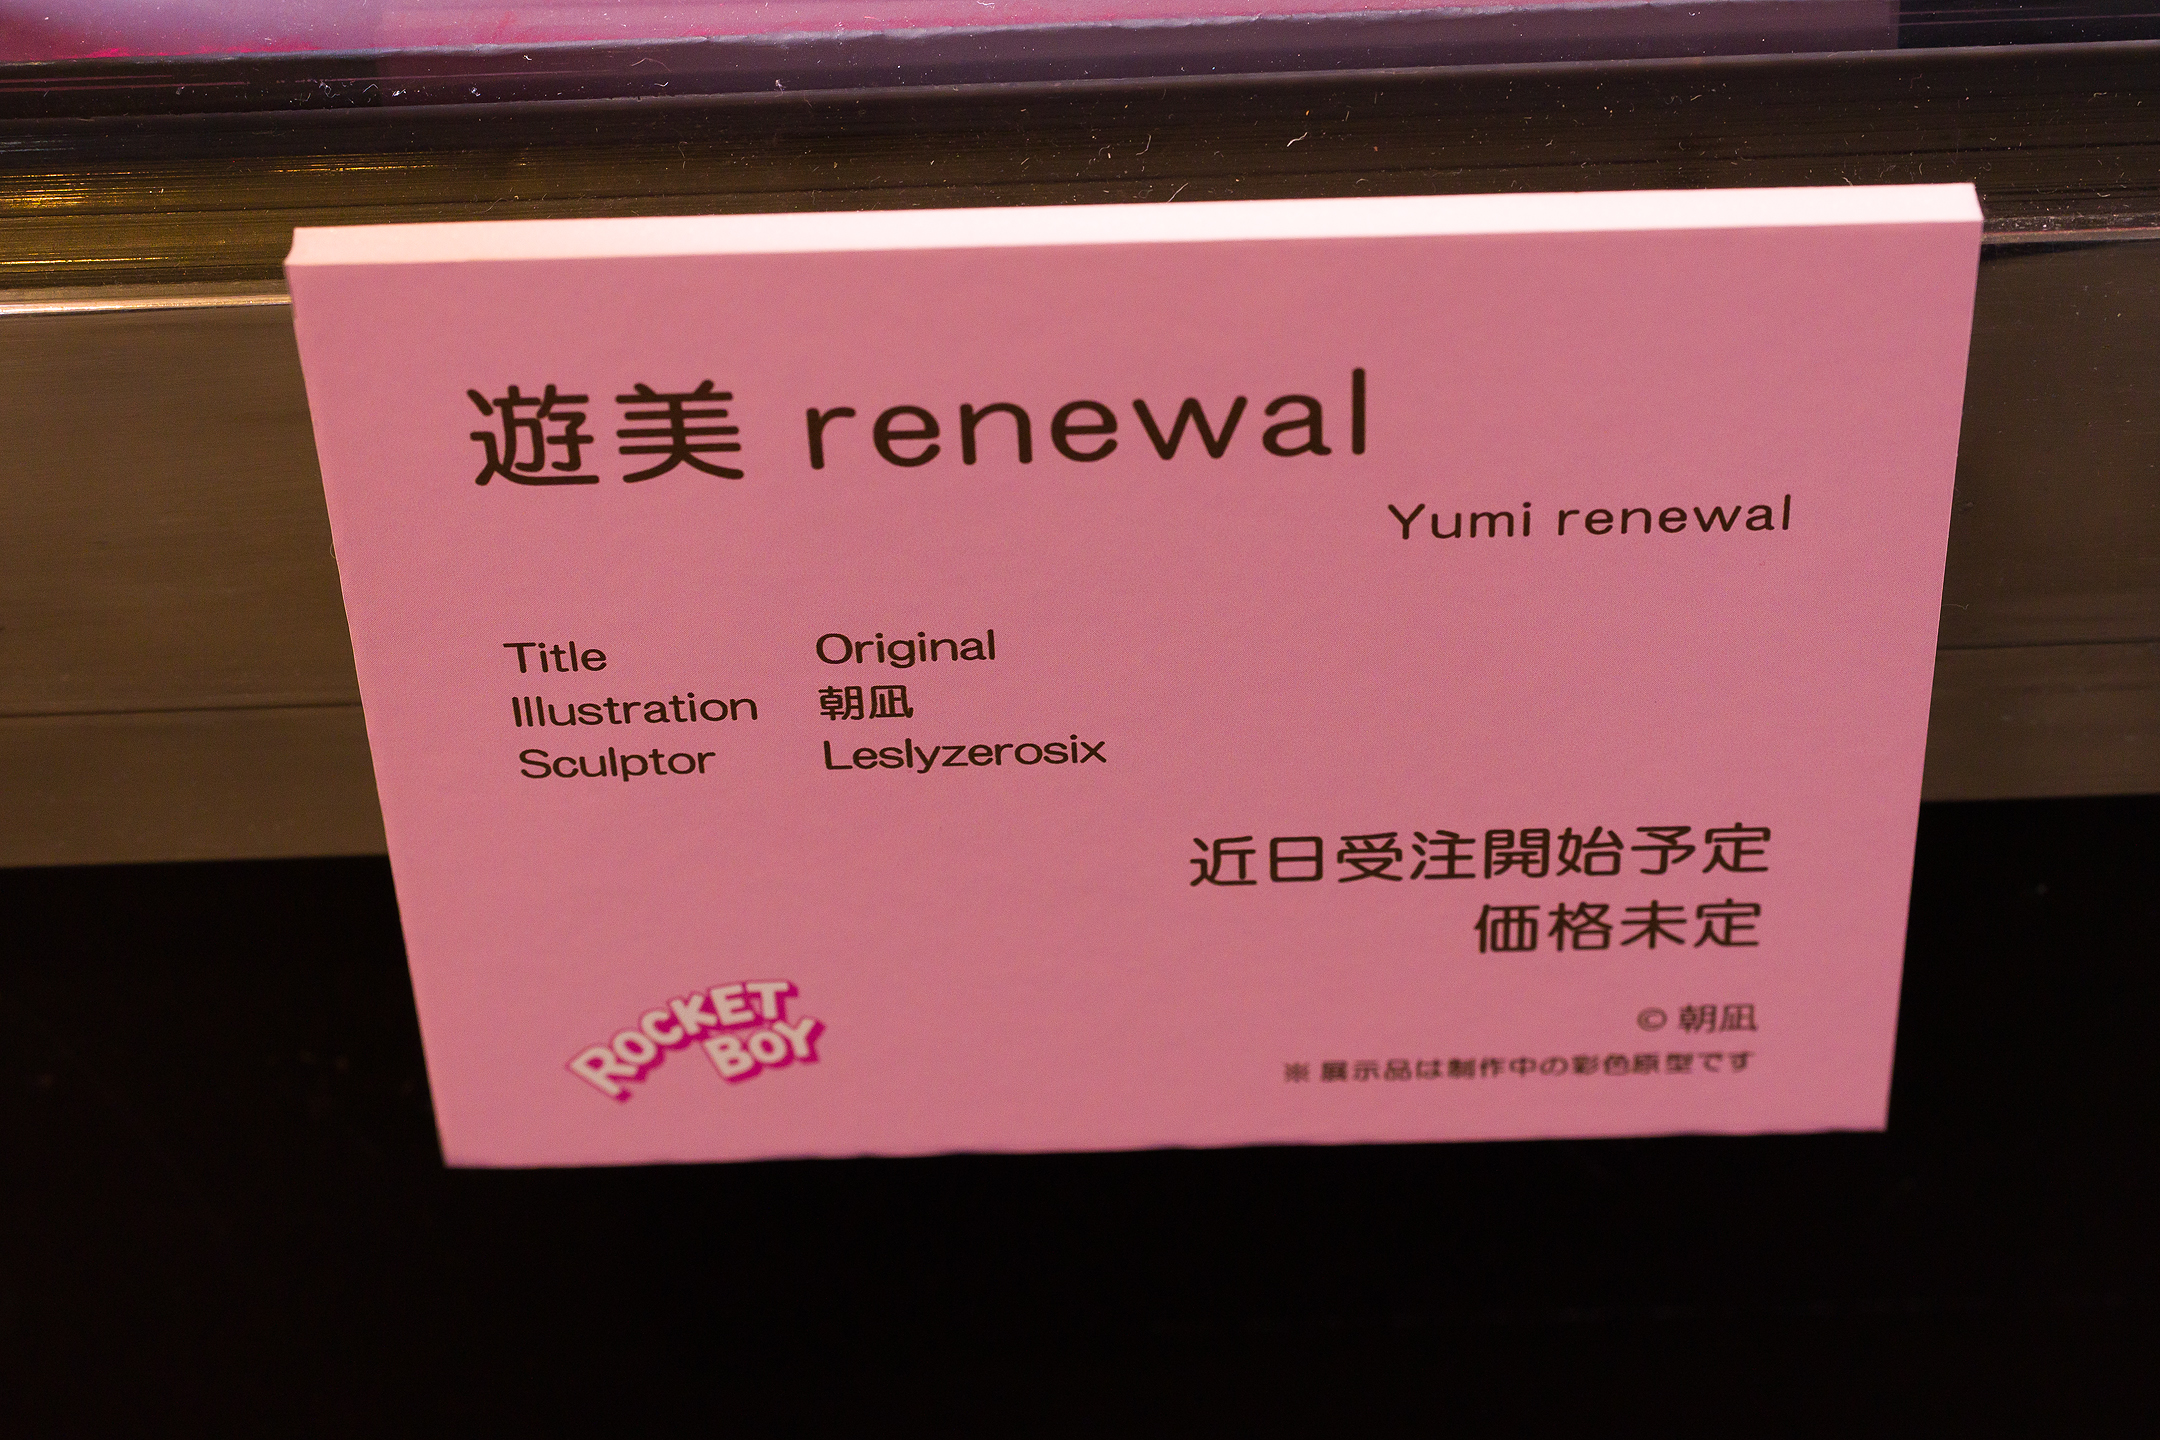 遊美 renewal
Yumi renewal
Title Original
Illustration 朝凪
Sculptor Leslyzerosix
近日受注開始予定
価格未定
© 朝凪
※ 展示品は制作中の彩色原型です
ROCKET
BOY